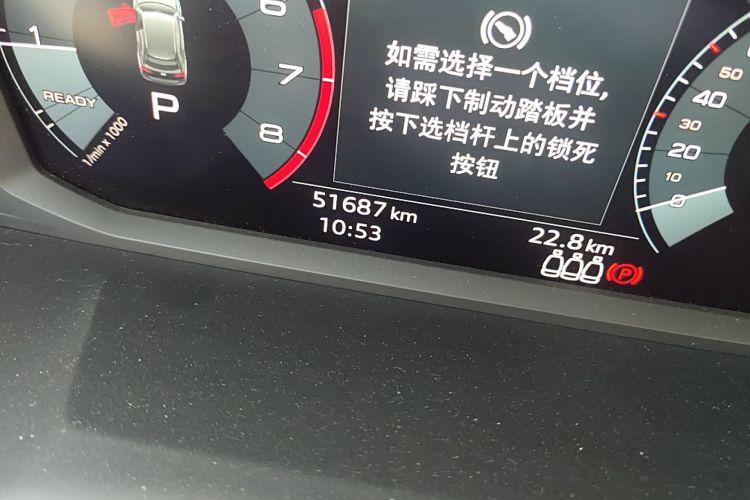 如需选择一个档位,
请踩下制动踏板并
按下选档杆上的锁死
按钮
1
READY
1/min x 1000
P
6
7
8
51687 km
10:53
22.8 km
50
40
30
20
10
0
P